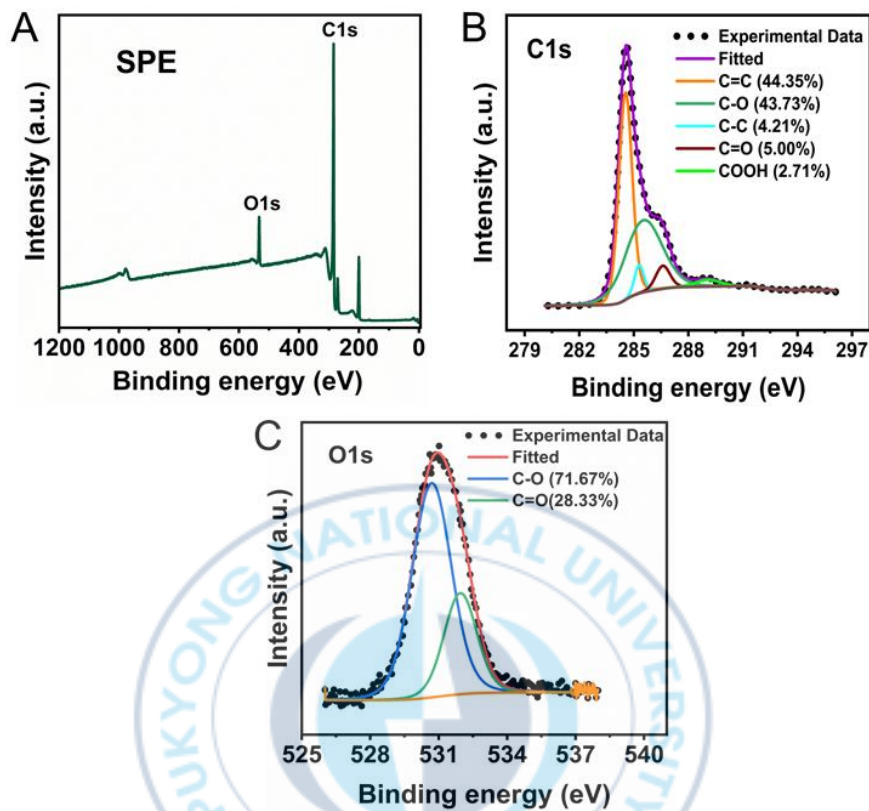 A
SPE
C1s
O1s
Intensity (a.u.)
1200 1000 800 600 400 200 0
Binding energy (eV)
B
C1s
Experimental Data
Fitted
C=C (44.35%)
C-O (43.73%)
C-C (4.21%)
C=O (5.00%)
COOH (2.71%)
Intensity (a.u.)
279 282 285 288 291 294 297
Binding energy (eV)
C
O1s
Experimental Data
Fitted
C-O (71.67%)
C=O(28.33%)
Intensity (a.u.)
525 528 531 534 537 540
Binding energy (eV)
PUKYONG NATIONAL UNIVERSITY